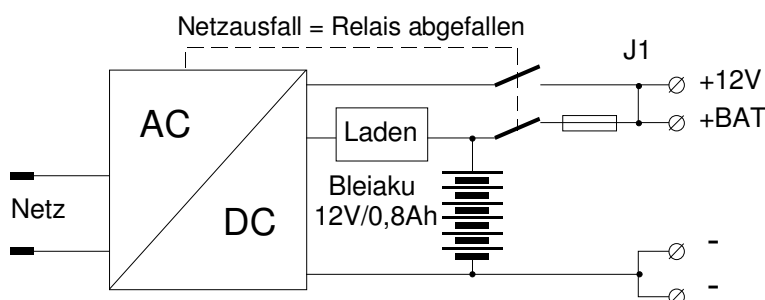 Netzausfall = Relais abgefallen
J1
+12V
AC
Laden
+BAT
Netz
Bleiaku
12V/0,8Ah
DC
-
-